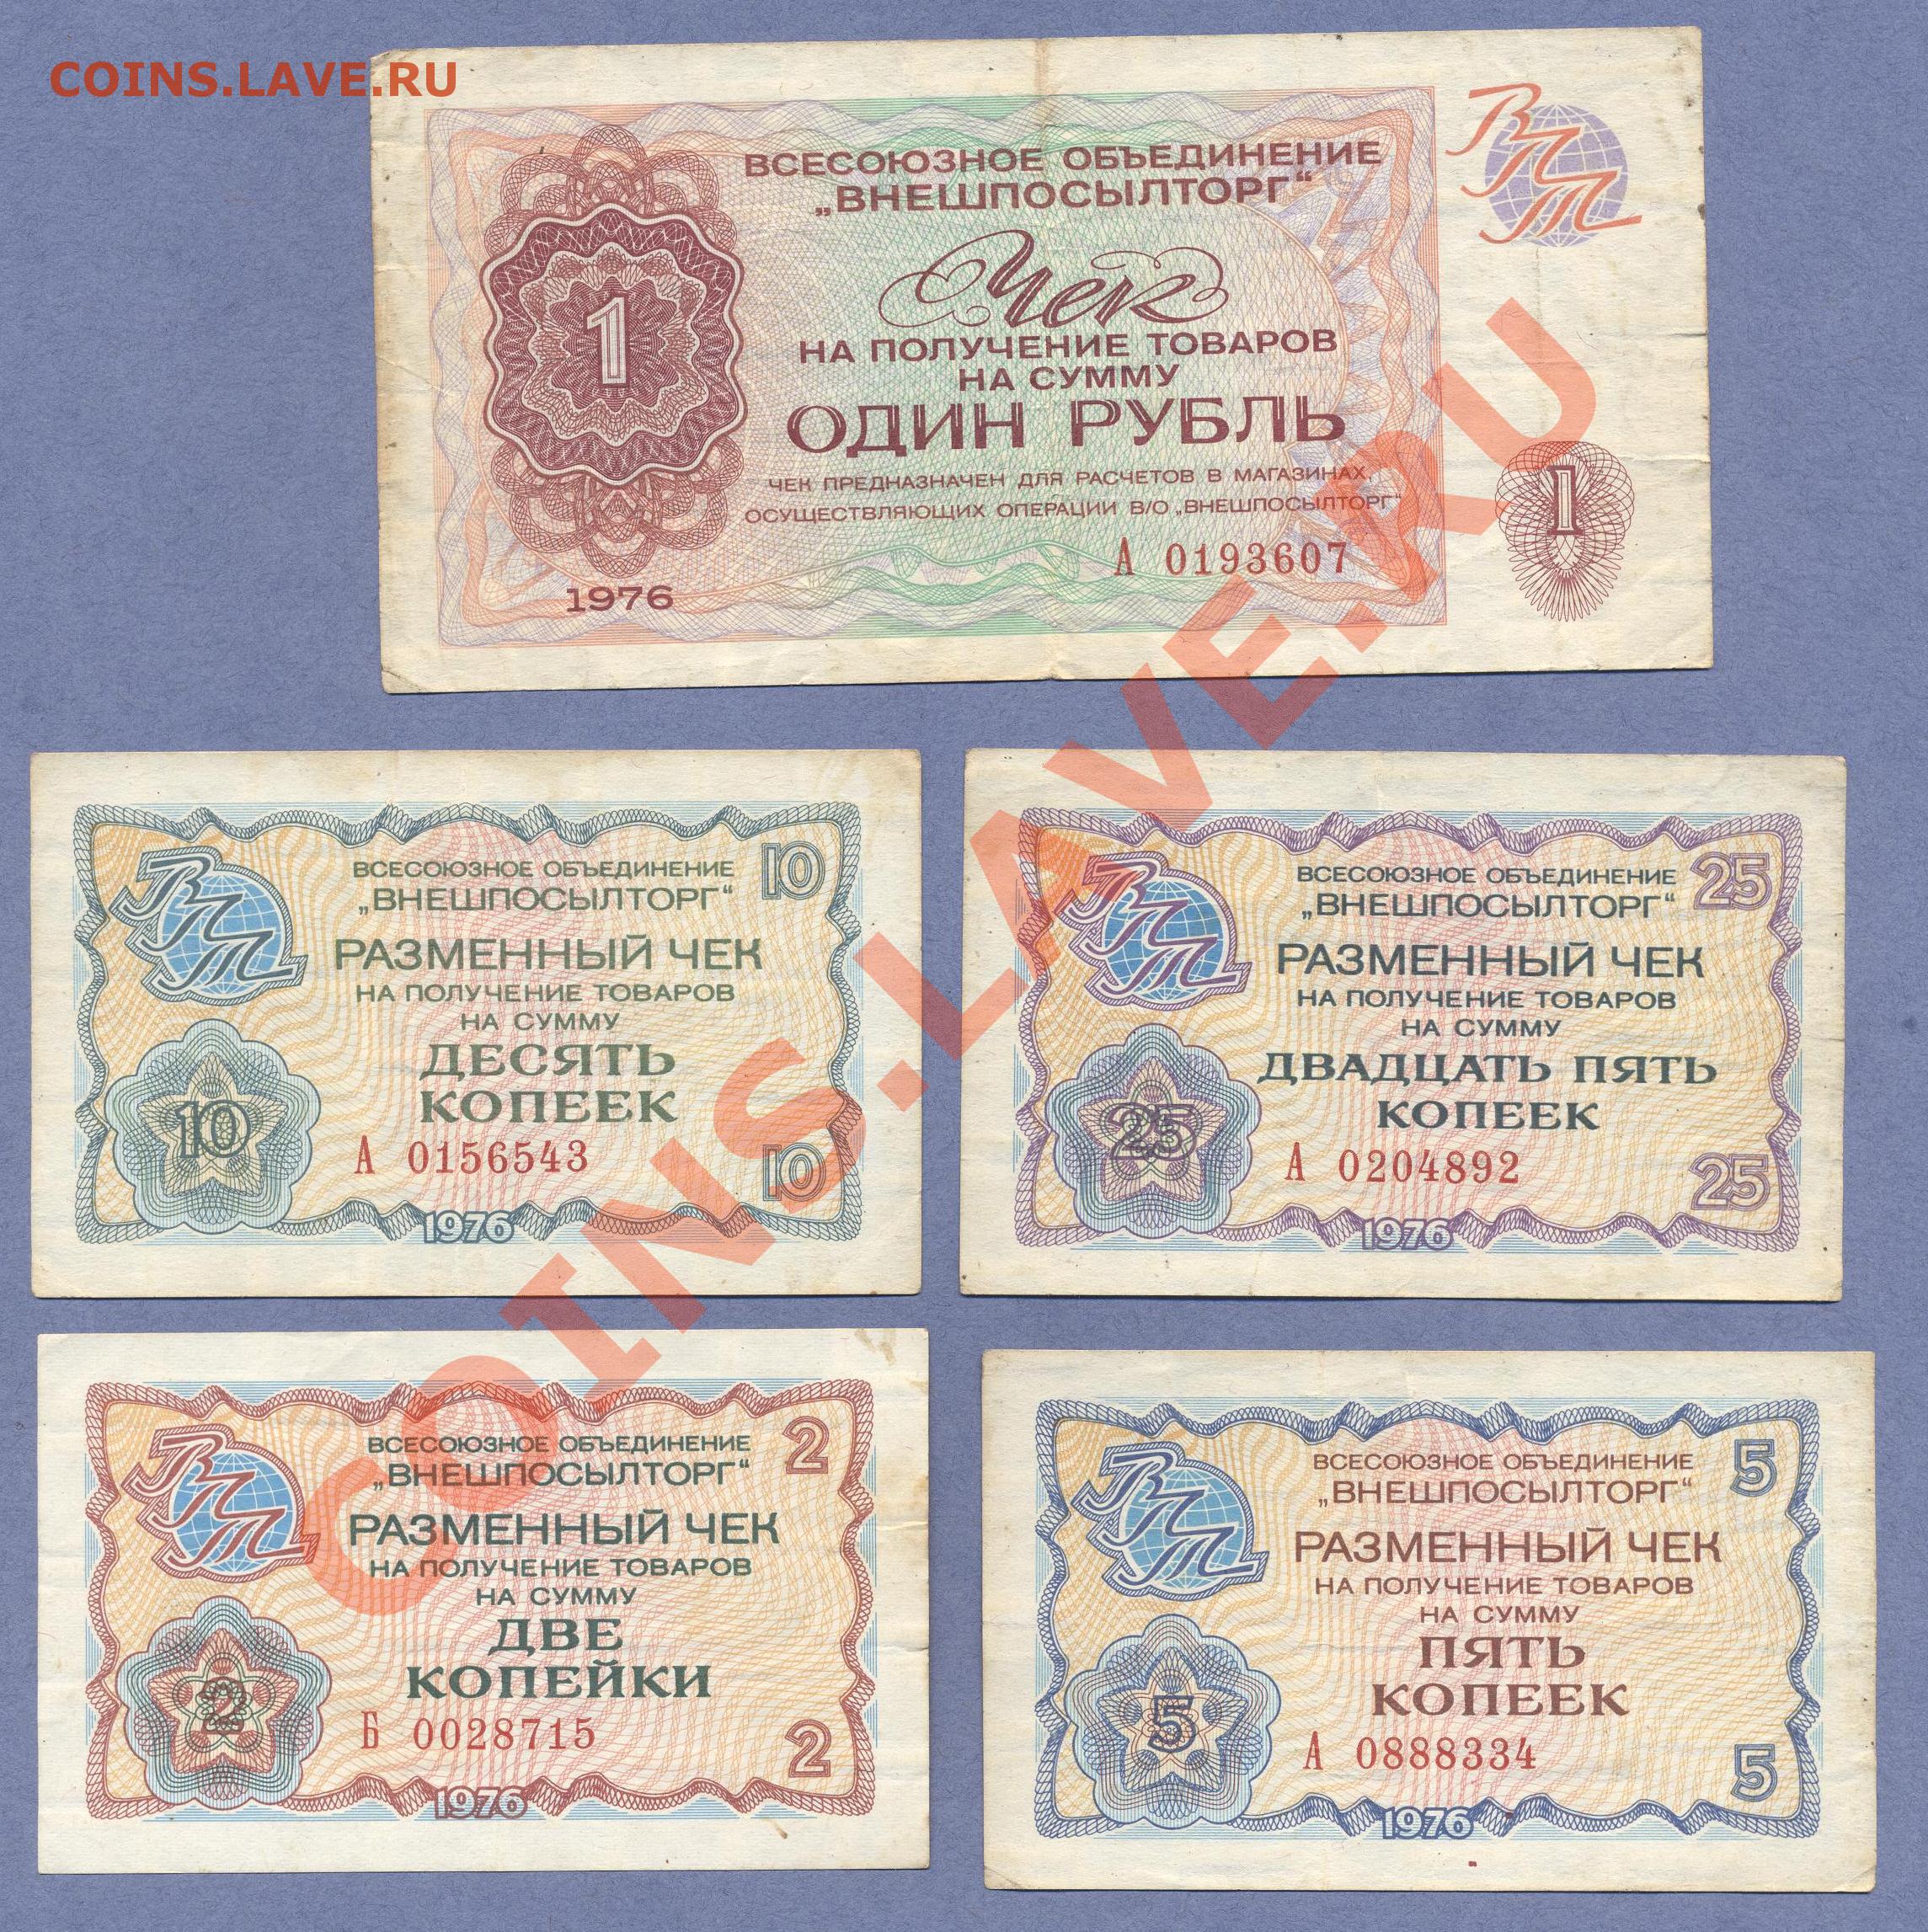 COINS.LAVE.RU
ВПТ
ВСЕСОЮЗНОЕ ОБЪЕДИНЕНИЕ
„ВНЕШПОСЫЛТОРГ“
Чек
НА ПОЛУЧЕНИЕ ТОВАРОВ
НА СУММУ
ОДИН РУБЛЬ
ЧЕК ПРЕДНАЗНАЧЕН ДЛЯ РАСЧЕТОВ В МАГАЗИНАХ,
ОСУЩЕСТВЛЯЮЩИХ ОПЕРАЦИИ В/О „ВНЕШПОСЫЛТОРГ“
А 0193607
1
1976
1
ВПТ
ВСЕСОЮЗНОЕ ОБЪЕДИНЕНИЕ
„ВНЕШПОСЫЛТОРГ“
10
РАЗМЕННЫЙ ЧЕК
НА ПОЛУЧЕНИЕ ТОВАРОВ
НА СУММУ
ДЕСЯТЬ
КОПЕЕК
10
А 0156543
10
1976
ВПТ
ВСЕСОЮЗНОЕ ОБЪЕДИНЕНИЕ
„ВНЕШПОСЫЛТОРГ“
25
РАЗМЕННЫЙ ЧЕК
НА ПОЛУЧЕНИЕ ТОВАРОВ
НА СУММУ
ДВАДЦАТЬ ПЯТЬ
КОПЕЕК
25
А 0204892
25
1976
ВПТ
ВСЕСОЮЗНОЕ ОБЪЕДИНЕНИЕ
„ВНЕШПОСЫЛТОРГ“
2
РАЗМЕННЫЙ ЧЕК
НА ПОЛУЧЕНИЕ ТОВАРОВ
НА СУММУ
ДВЕ
КОПЕЙКИ
2
Б 0028715
2
1976
ВПТ
ВСЕСОЮЗНОЕ ОБЪЕДИНЕНИЕ
„ВНЕШПОСЫЛТОРГ“
5
РАЗМЕННЫЙ ЧЕК
НА ПОЛУЧЕНИЕ ТОВАРОВ
НА СУММУ
ПЯТЬ
КОПЕЕК
5
А 0888334
5
1976
COINS.LAVE.RU